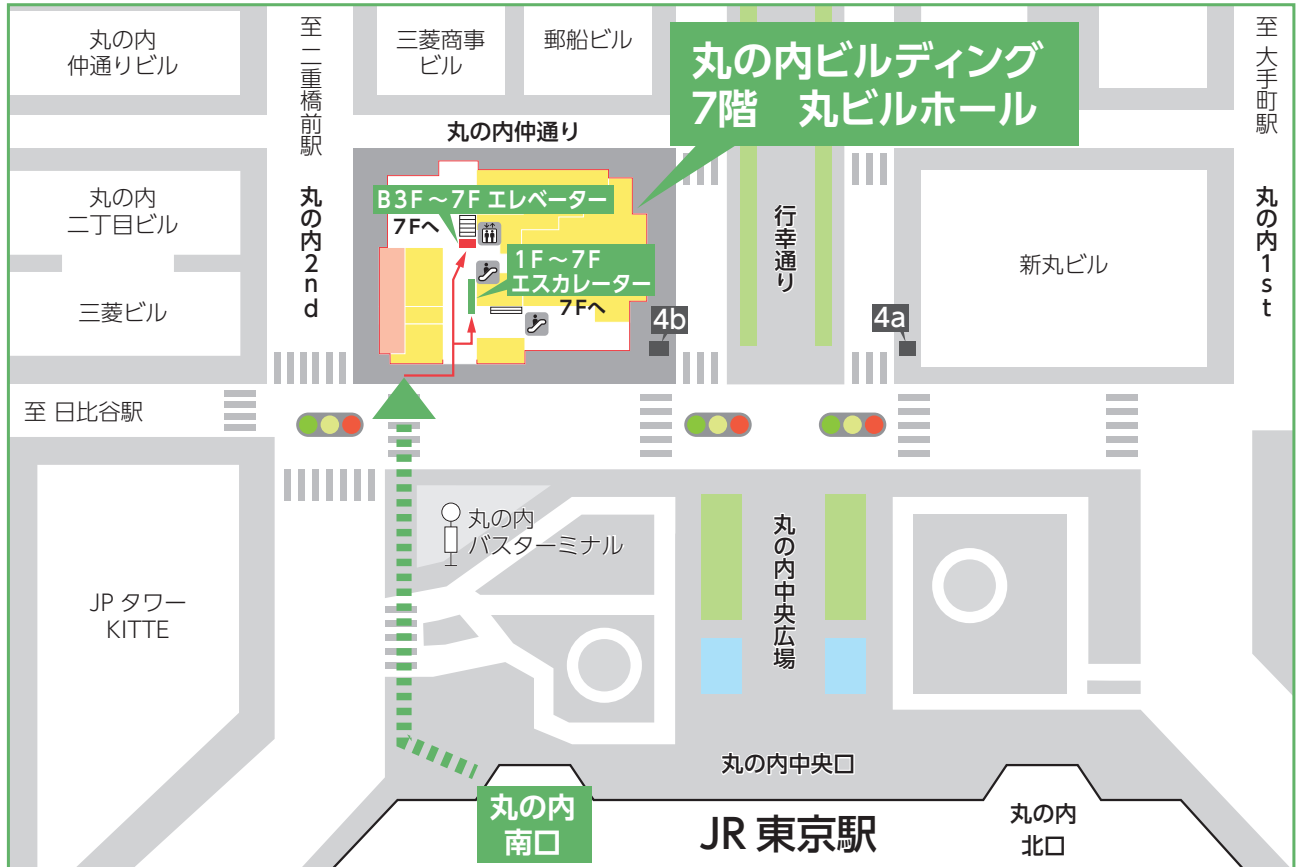 丸の内
仲通りビル
至 二重橋前駅
三菱商事
ビル
郵船ビル
丸の内ビルディング
7階　丸ビルホール
至 大手町駅
丸の内仲通り
丸の内
二丁目ビル
三菱ビル
丸の内2nd
B3F～7F エレベーター
7Fへ
1F～7F
エスカレーター
7Fへ
4b
行幸通り
4a
新丸ビル
丸の内1st
至 日比谷駅
丸の内
バスターミナル
JP タワー
KITTE
丸の内中央広場
丸の内中央口
丸の内
南口
JR 東京駅
丸の内
北口